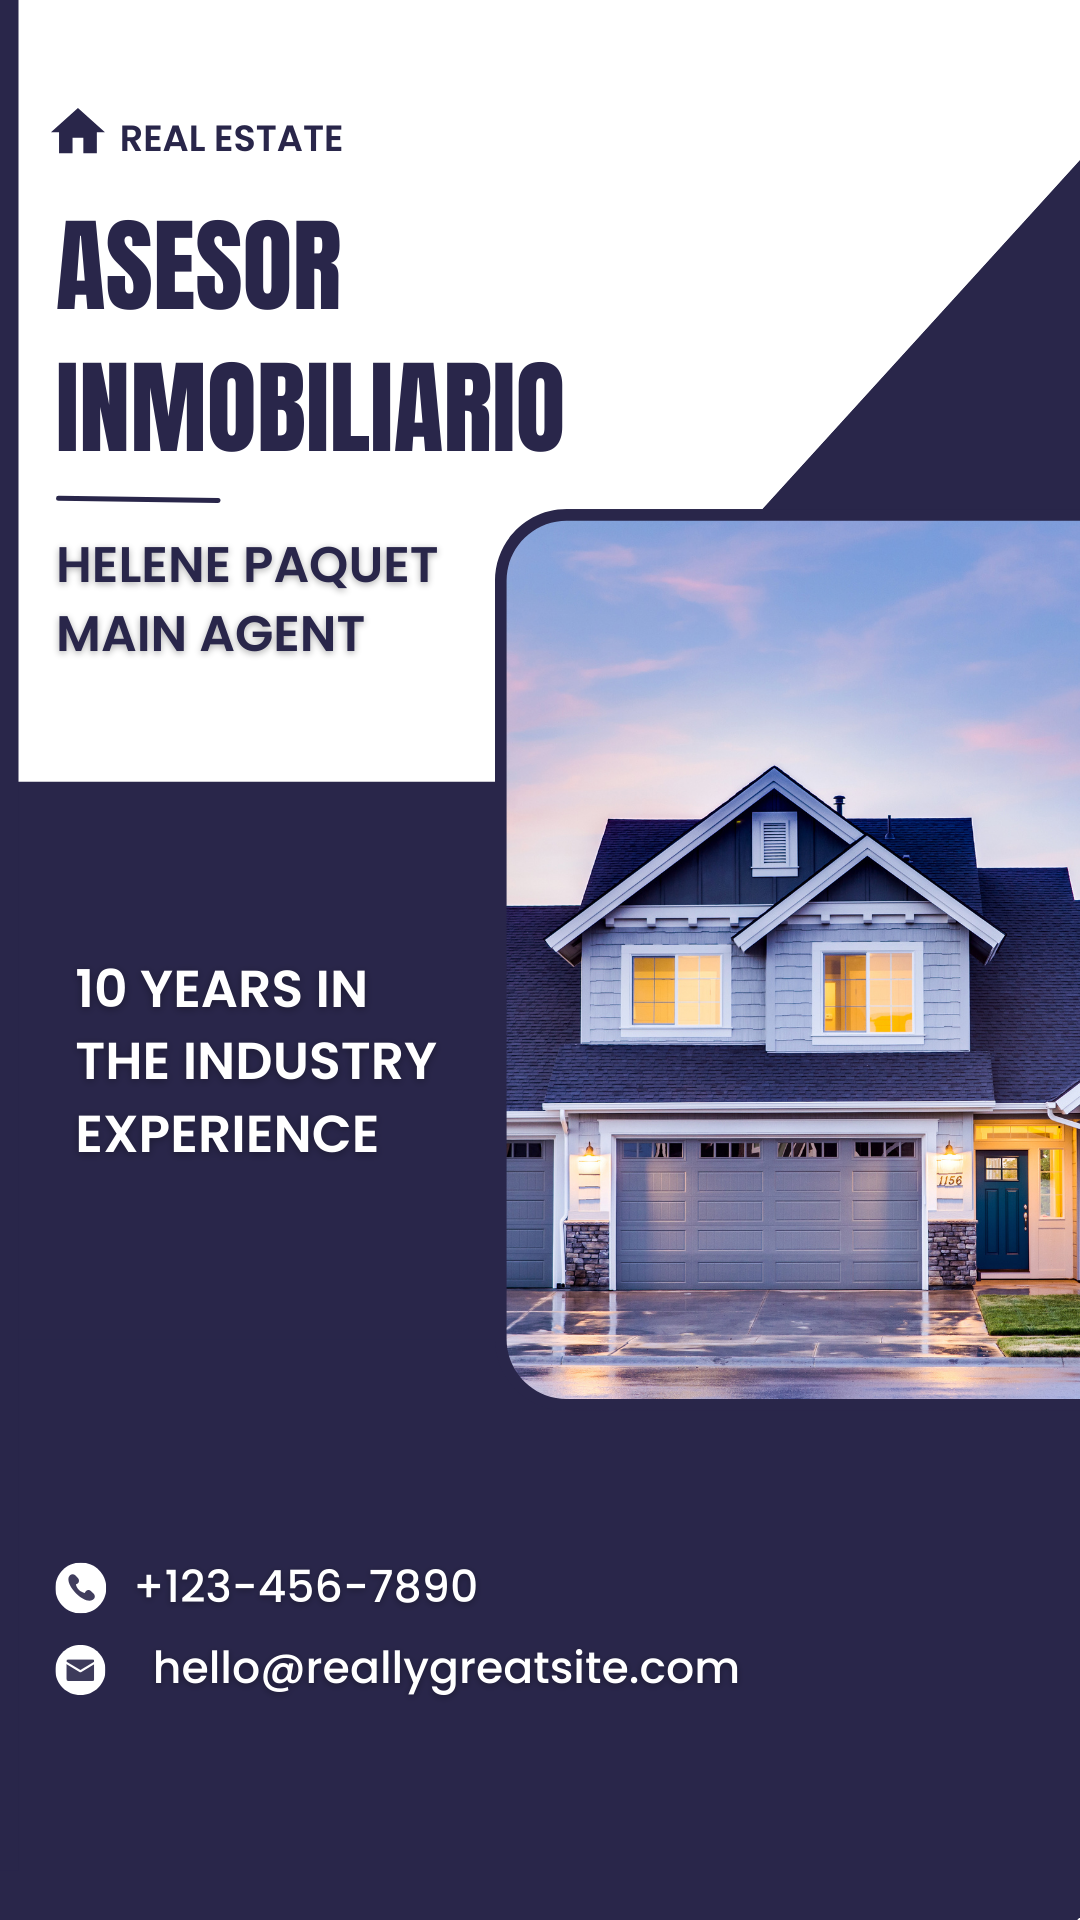 REAL ESTATE
ASESOR
INMOBILIARIO
HELENE PAQUET
MAIN AGENT
10 YEARS IN
THE INDUSTRY
EXPERIENCE
1156
+123-456-7890
hello@reallygreatsite.com